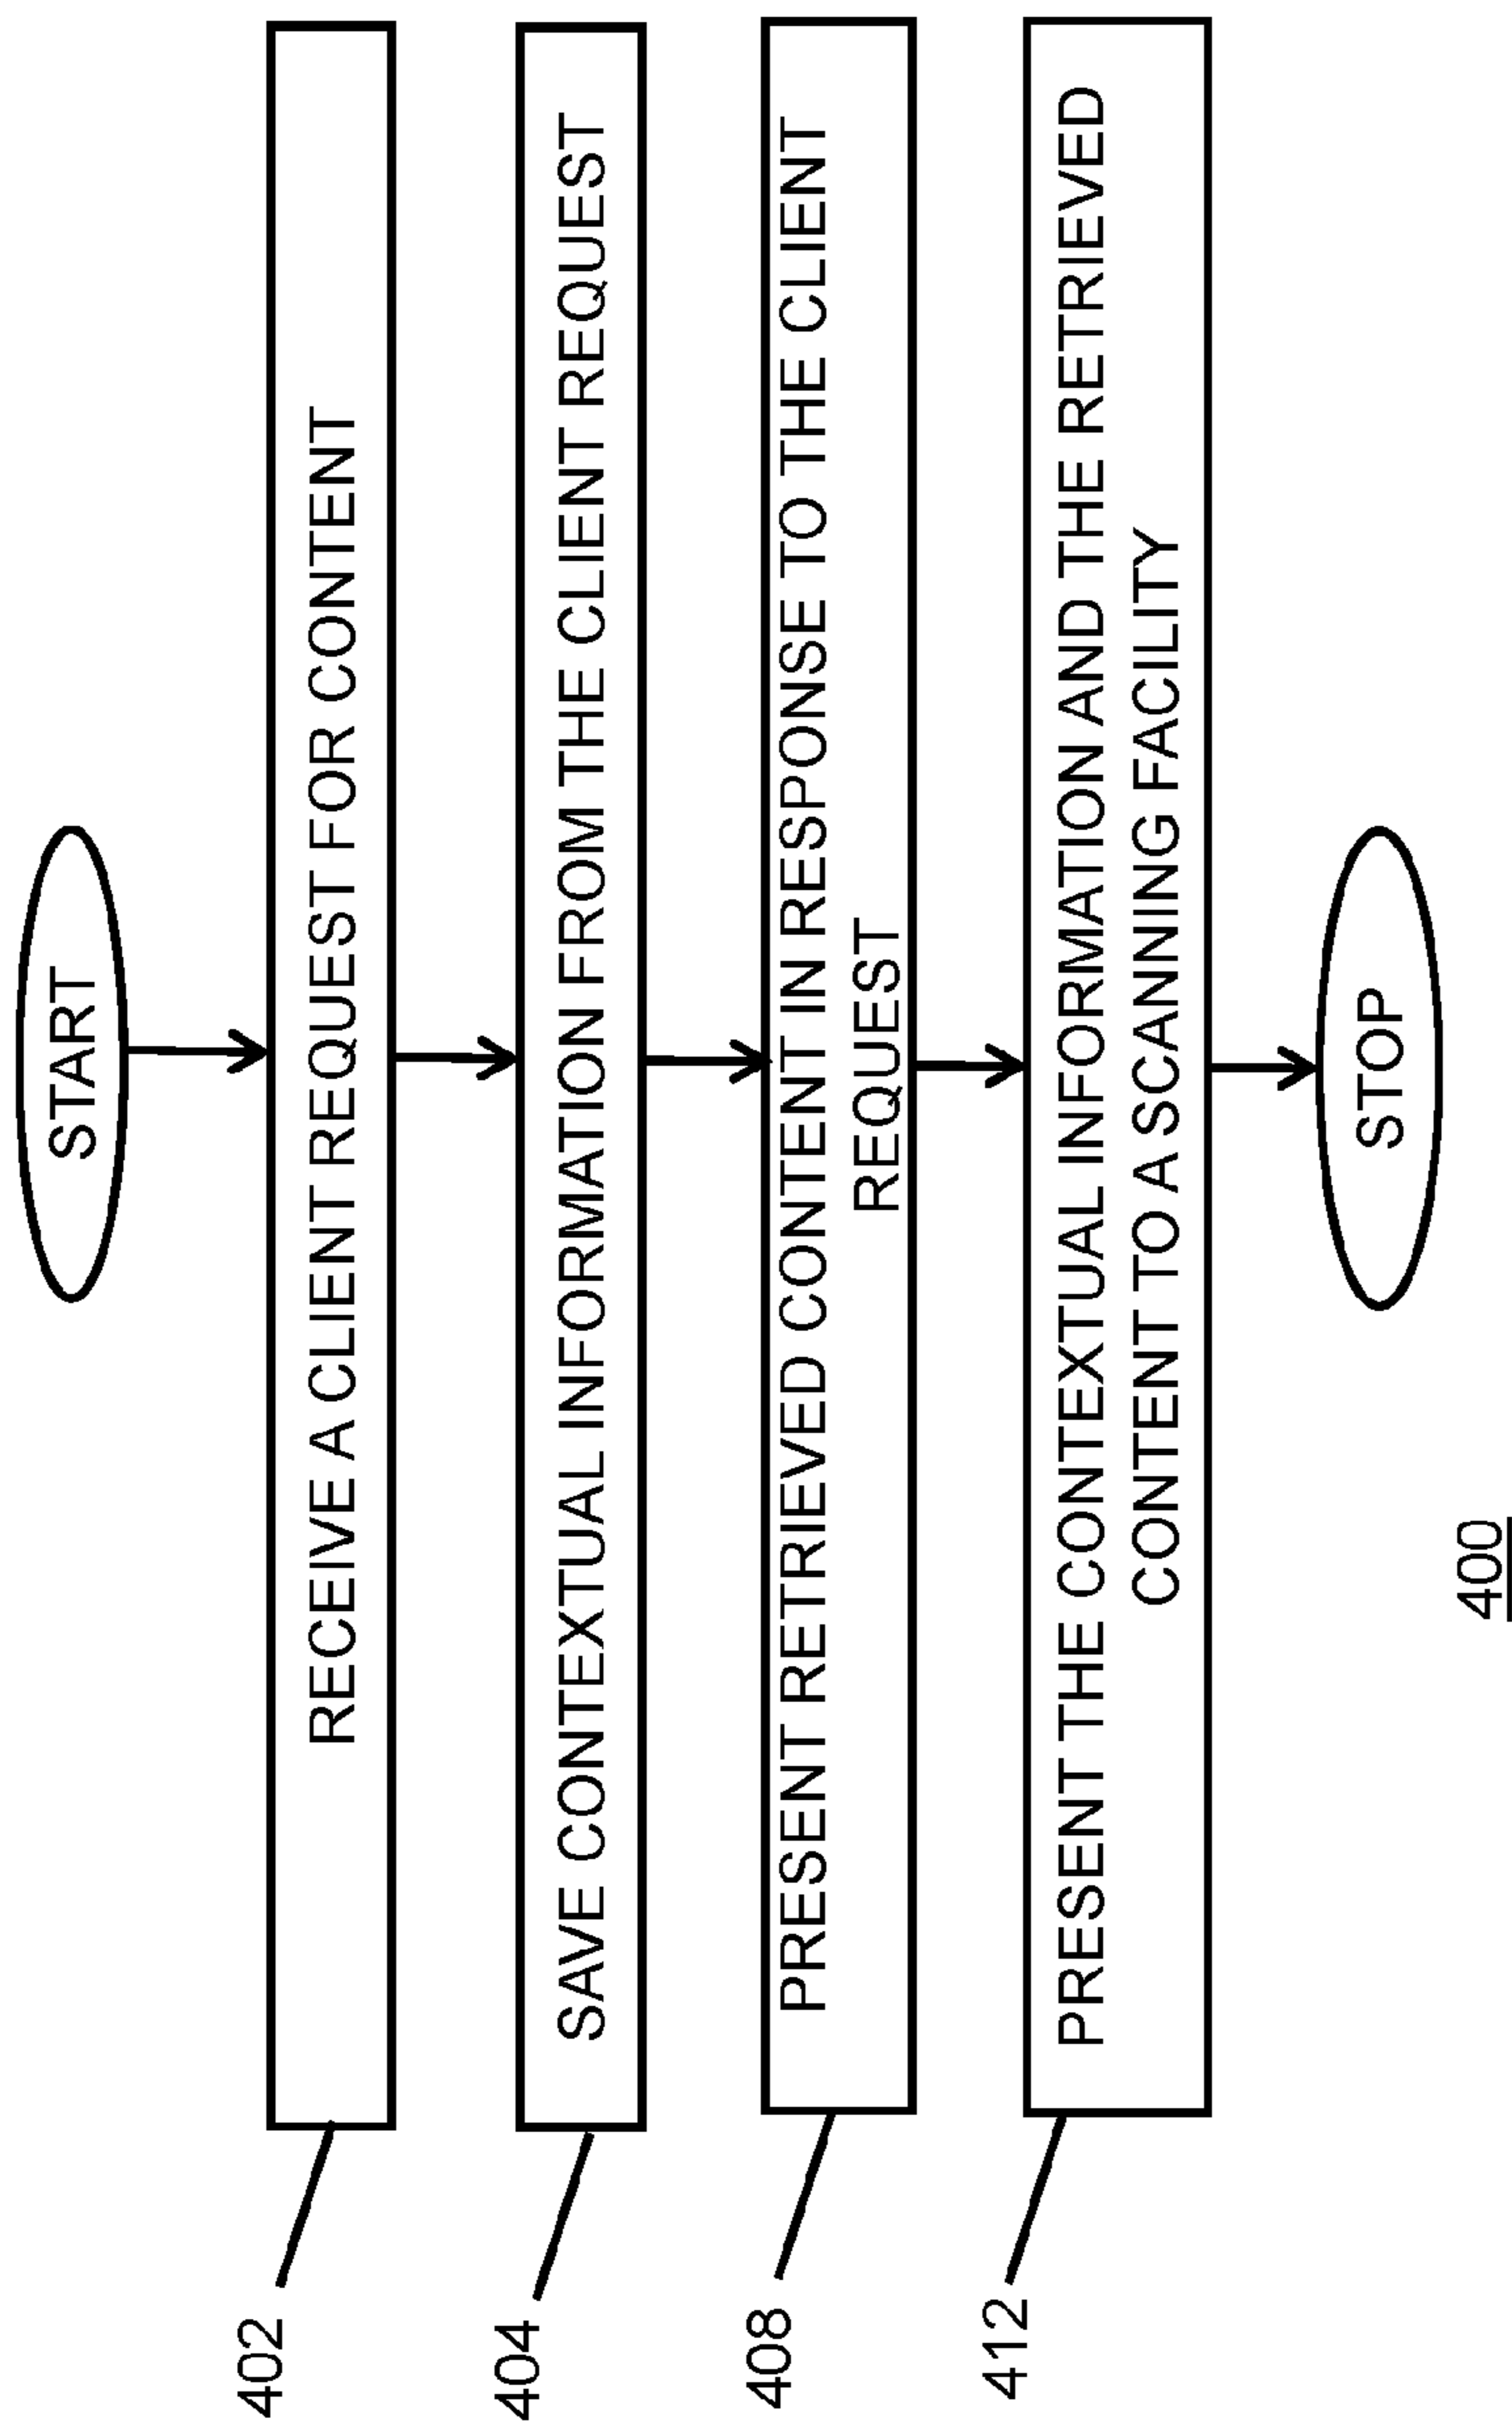 START
402
RECEIVE A CLIENT REQUEST FOR CONTENT
404
SAVE CONTEXTUAL INFORMATION FROM THE CLIENT REQUEST
408
PRESENT RETRIEVED CONTENT IN RESPONSE TO THE CLIENT
REQUEST
412
PRESENT THE CONTEXTUAL INFORMATION AND THE RETRIEVED
CONTENT TO A SCANNING FACILITY
STOP
400